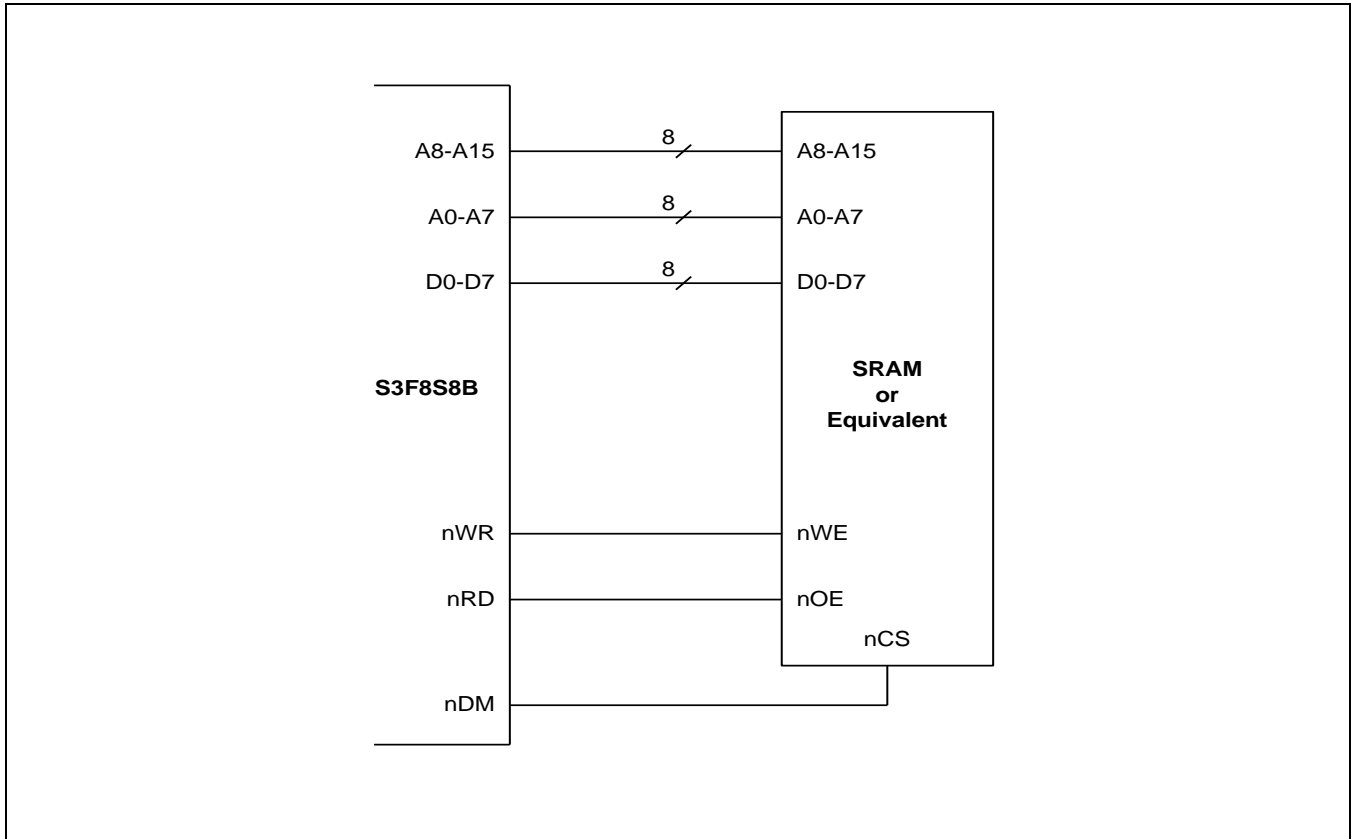 8
A8-A15 A8-A15
8
A0-A7 A0-A7
8
D0-D7 D0-D7
S3F8S8B
SRAM
or
Equivalent
nWR nWE
nRD nOE
nCS
nDM